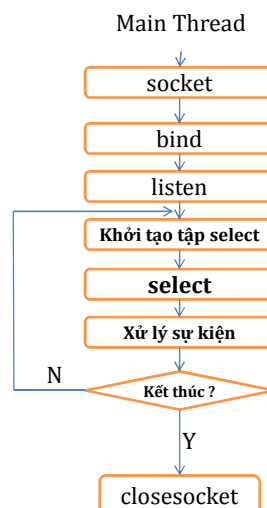 Main Thread
socket
bind
listen
Khởi tạo tập select
select
Xử lý sự kiện
N
Kết thúc ?
Y
closesocket